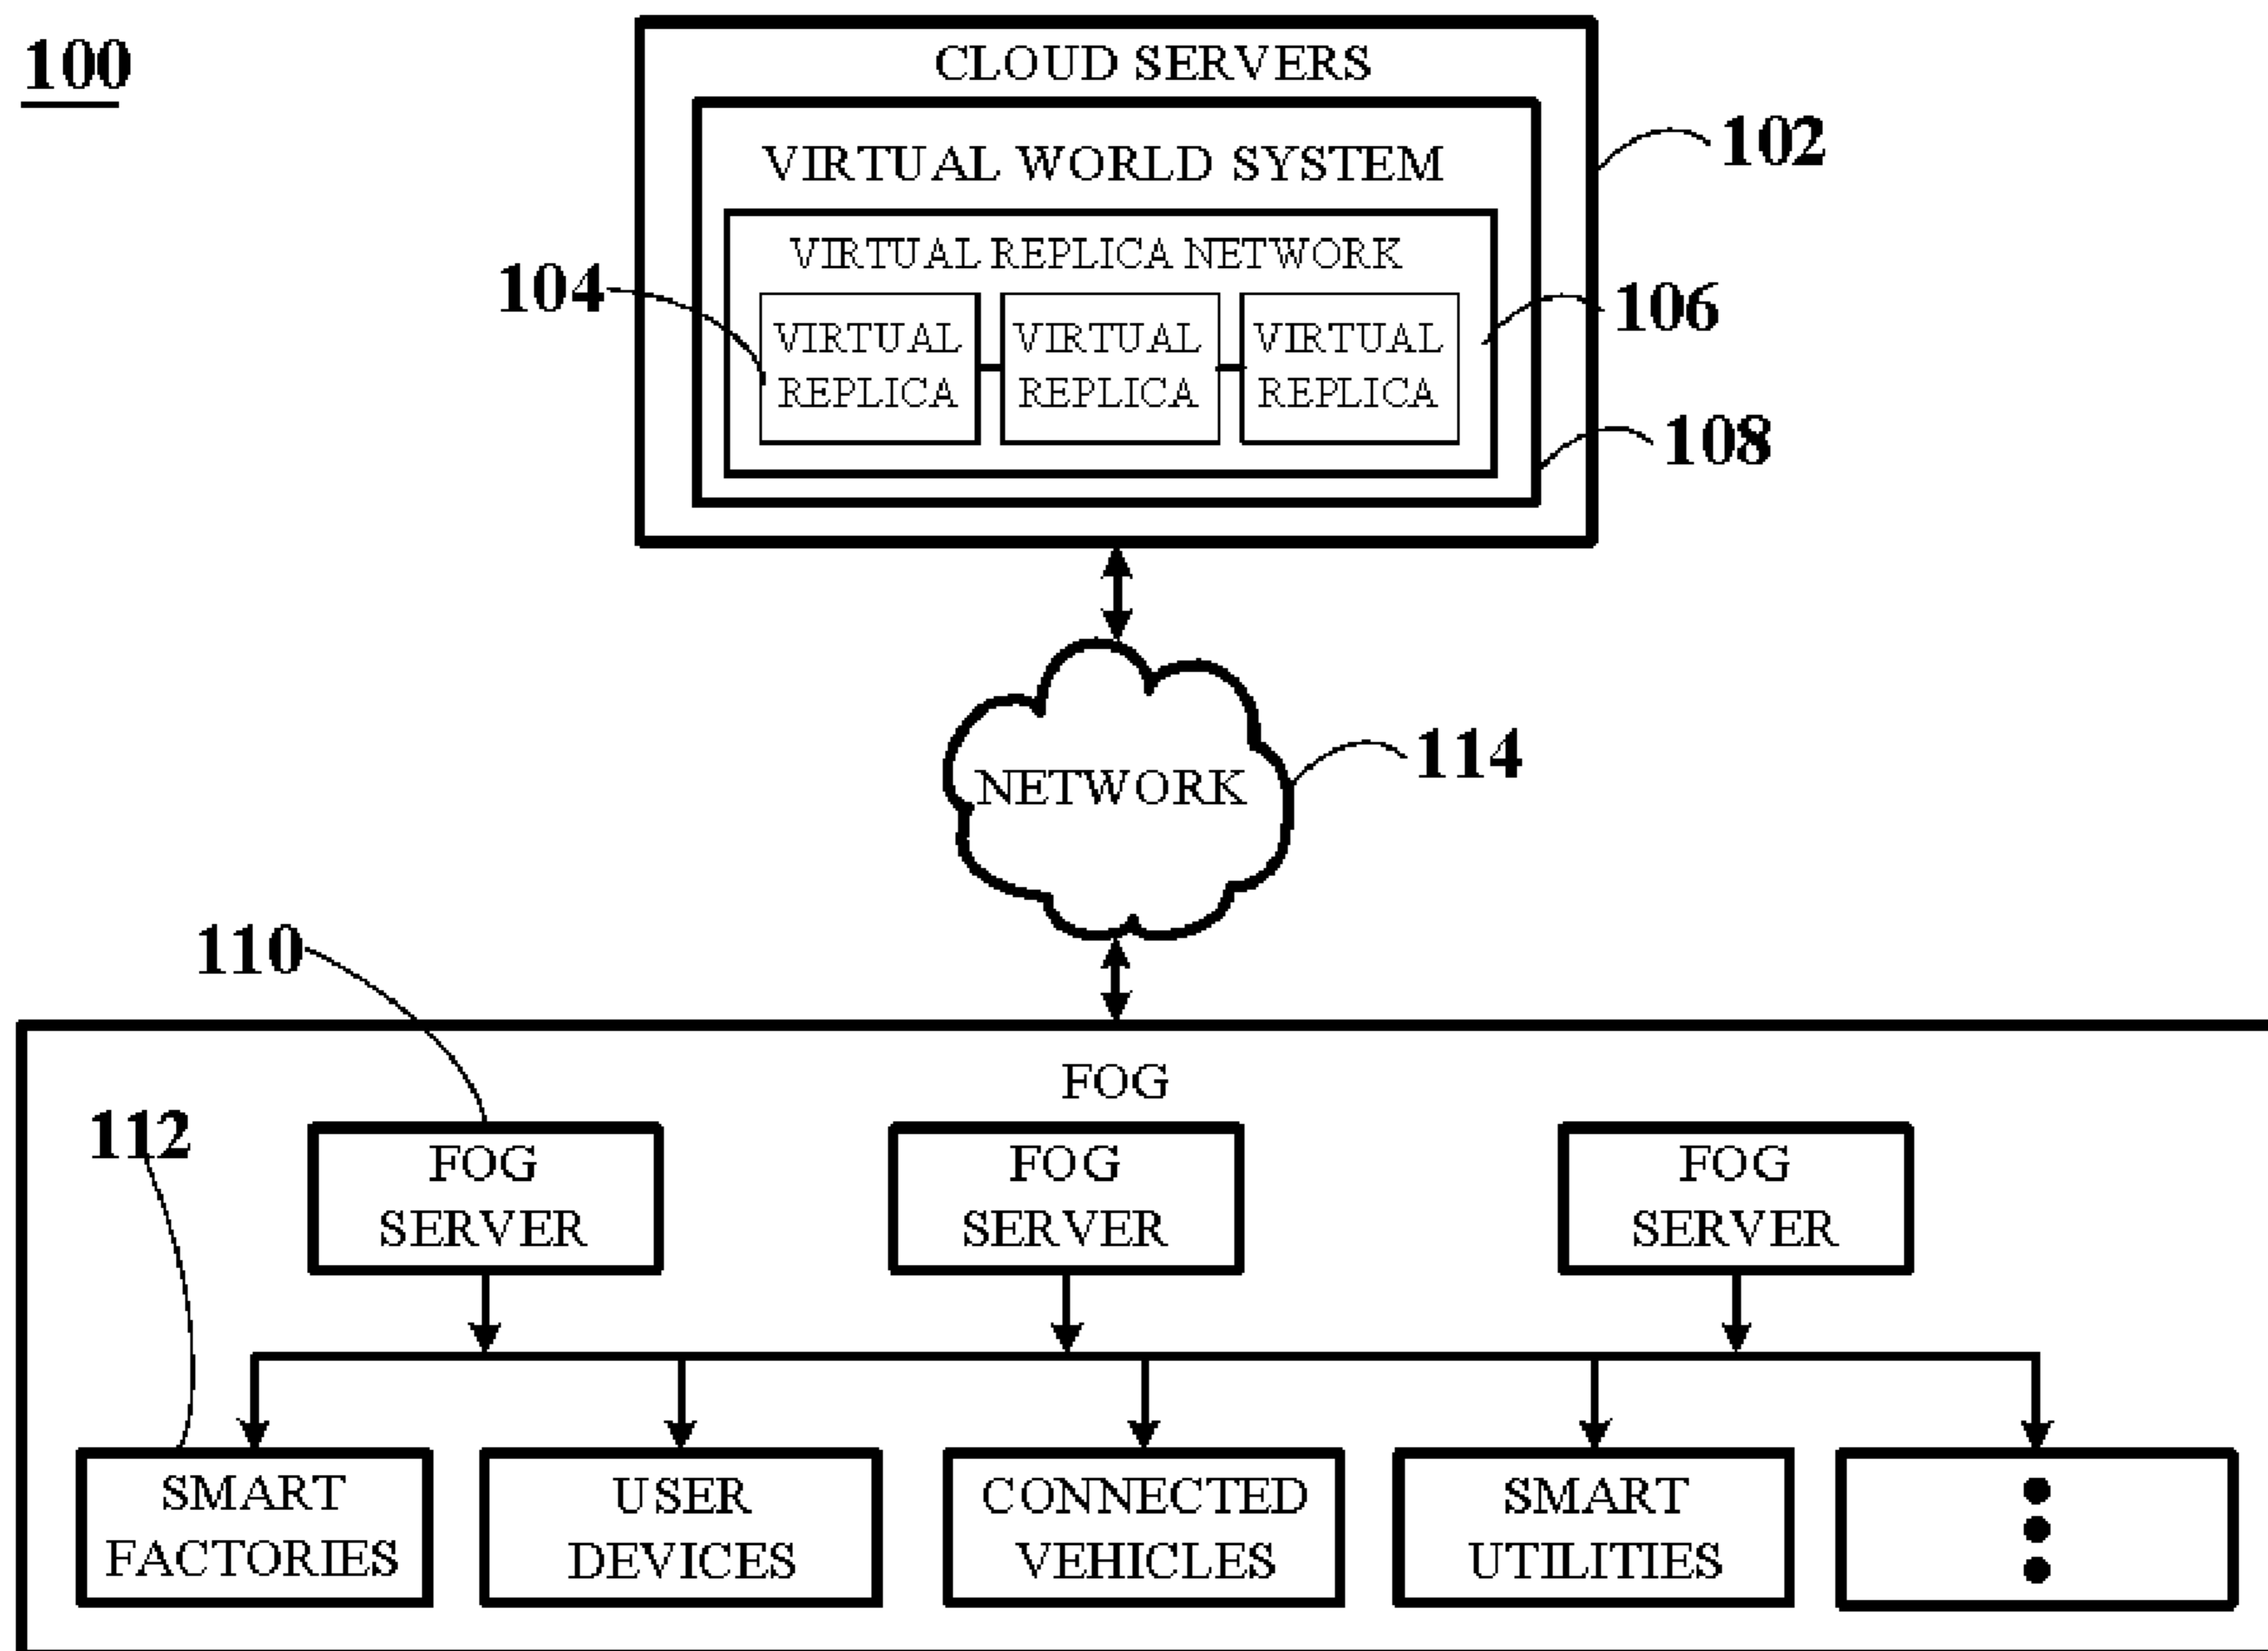 100
CLOUD SERVERS
VIRTUAL WORLD SYSTEM
102
VIRTUAL REPLICA NETWORK
104
VIRTUAL
REPLICA
VIRTUAL
REPLICA
VIRTUAL
REPLICA
106
108
NETWORK
114
110
FOG
112
FOG
SERVER
FOG
SERVER
FOG
SERVER
SMART
FACTORIES
USER
DEVICES
CONNECTED
VEHICLES
SMART
UTILITIES